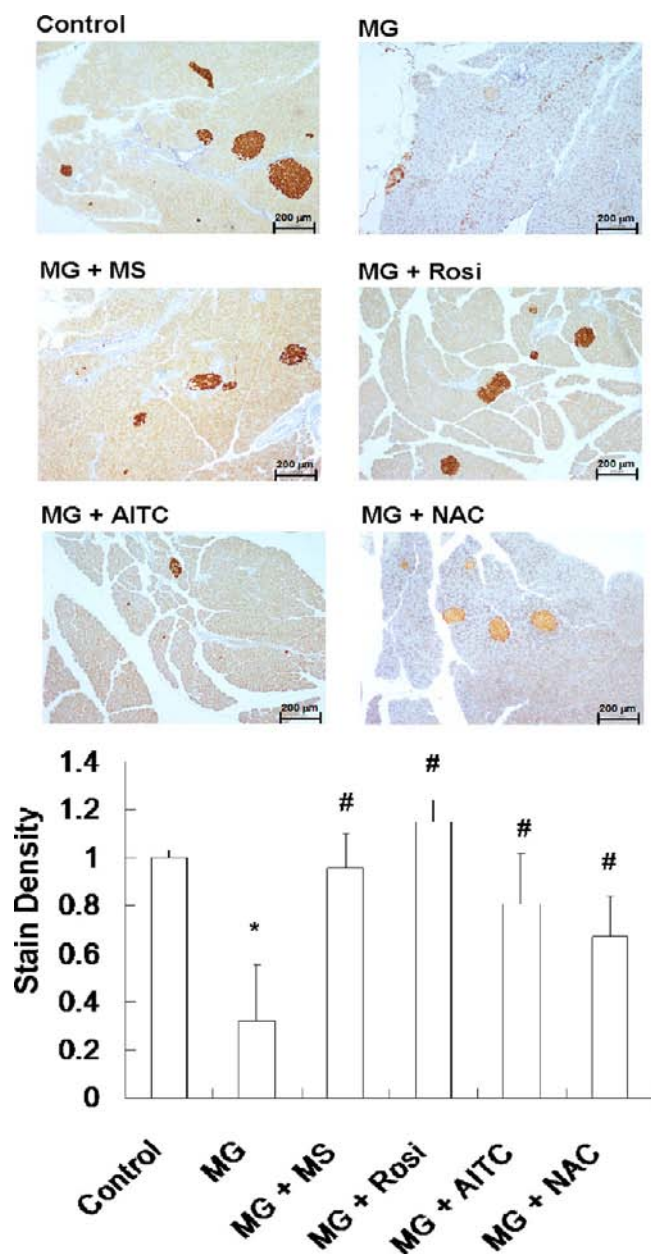 Control MG
200 µm 200 µm
MG + MS MG + Rosi
200 µm 200 µm
MG + AITC MG + NAC
200 µm 200 µm
Stain Density
1.4
1.2
1
0.8
0.6
0.4
0.2
0
* # # # #
Control MG MG + MS MG + Rosi MG + AITC MG + NAC